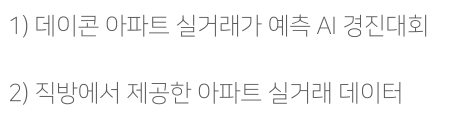 1) 데이콘 아파트 실거래가 예측 AI 경진대회
2) 직방에서 제공한 아파트 실거래 데이터